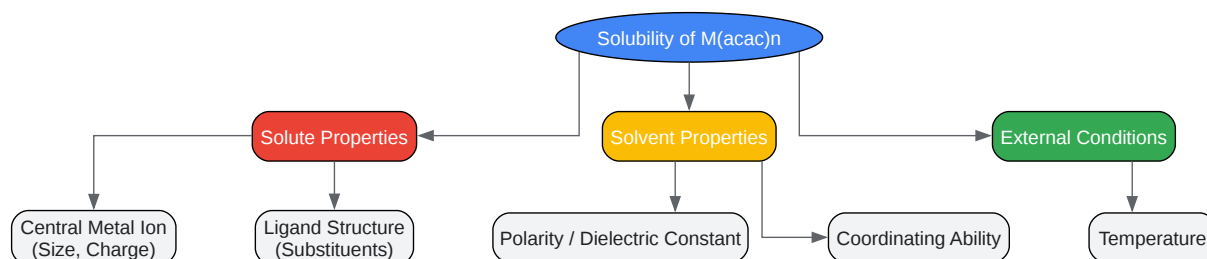 Solubility of M(acac)n
Solute Properties
Solvent Properties
External Conditions
Central Metal Ion
(Size, Charge)
Ligand Structure
(Substituents)
Polarity / Dielectric Constant
Coordinating Ability
Temperature